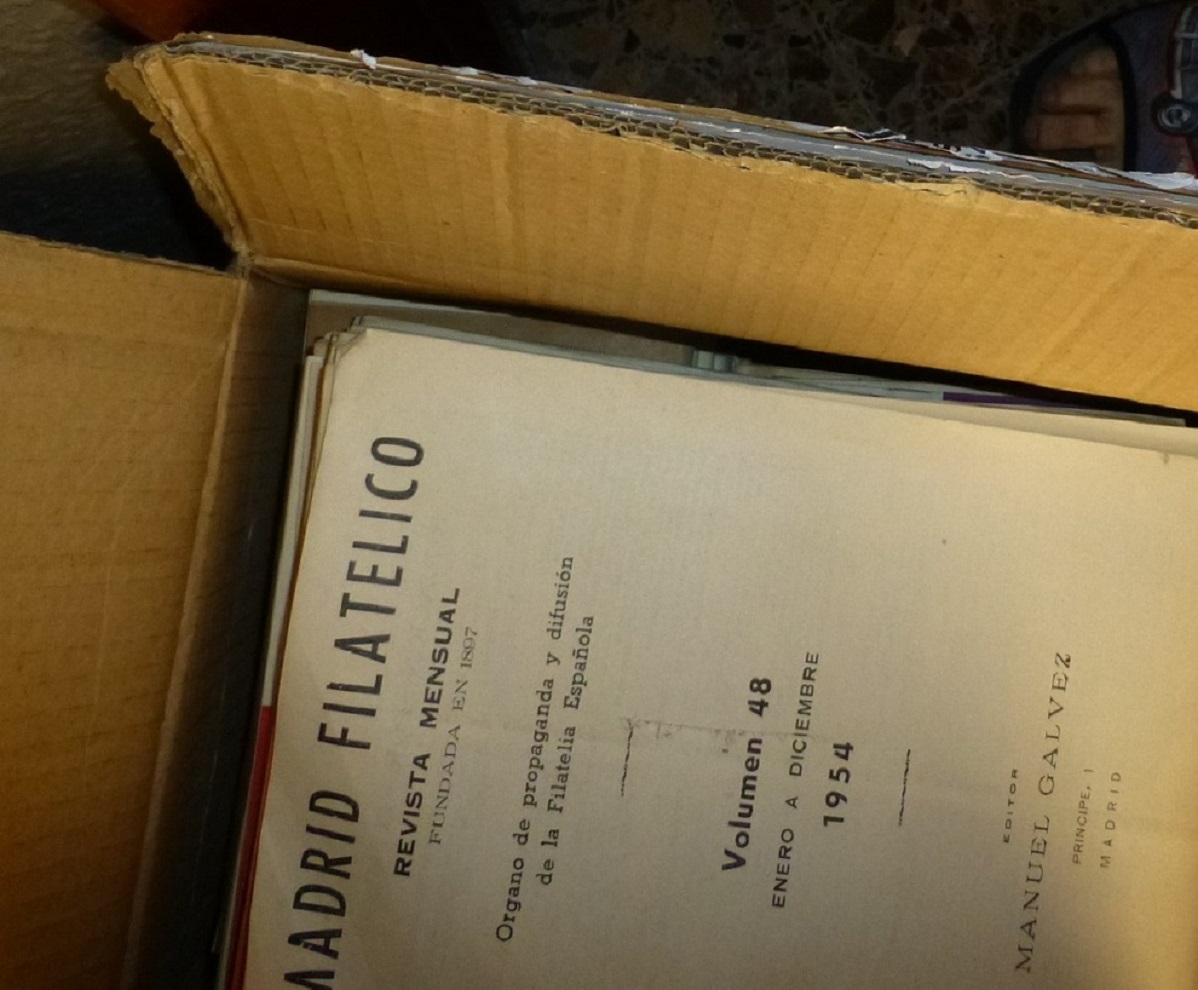 MADRID FILATELICO
REVISTA MENSUAL
FUNDADA EN 1897
Organo de propaganda y difusión
de la Filatelia Española
Volumen 48
ENERO A DICIEMBRE
1954
EDITOR
MANUEL GALVEZ
PRINCIPE, 1
MADRID